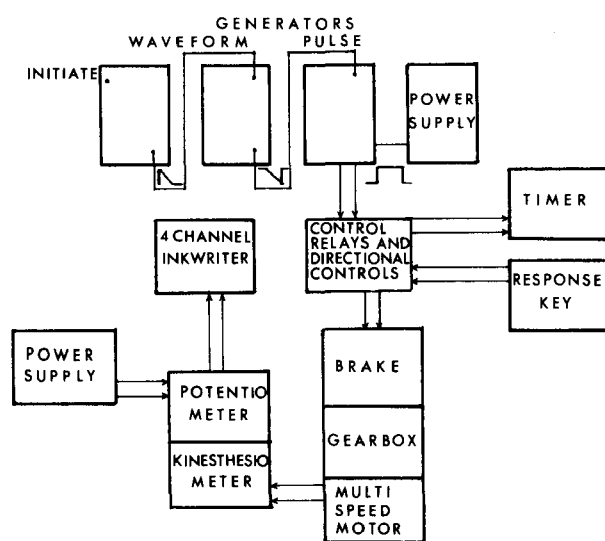 GENERATORS
WAVEFORM PULSE
INITIATE
POWER
SUPPLY
TIMER
CONTROL
RELAYS AND
DIRECTIONAL
CONTROLS
4 CHANNEL
INKWRITER
RESPONSE
KEY
POWER
SUPPLY
BRAKE
POTENTIO
METER
GEARBOX
KINESTHESIO
METER
MULTI
SPEED
MOTOR